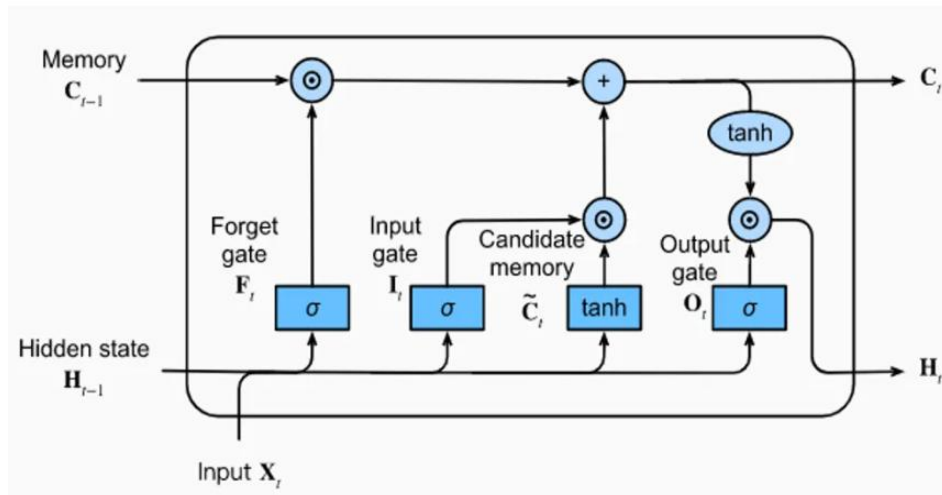 Memory
C_{t-1}
+
C_t
tanh
Forget
gate
F_t
Input
gate
I_t
Candidate
memory
C̃_t
Output
gate
O_t
σ
σ
tanh
σ
Hidden state
H_{t-1}
H_t
Input X_t